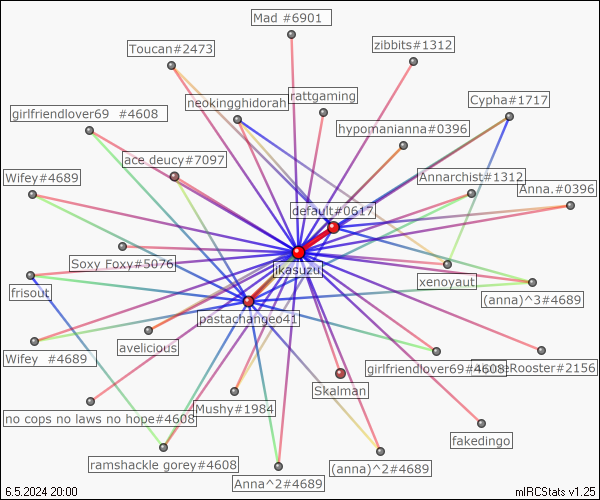 Mad #6901
Toucan#2473
zibbits#1312
neokingghidorah
rattgaming
Cypha#1717
girlfriendlover69 #4608
hypomanianna#0396
ace deucy#7097
Wifey#4689
Annarchist#1312
Anna.#0396
default#0617
Soxy Foxy#5076
likasuzu
xenoyaut
frisout
(anna)^3#4689
pastachangeo41
avelicious
Wifey #4689
girlfriendlover69#4608
Rooster#2156
Skalman
Mushy#1984
no cops no laws no hope#4608
fakedingo
ramshackle gorey#4608
(anna)^2#4689
Anna^2#4689
6.5.2024 20:00
mIRCStats v1.25